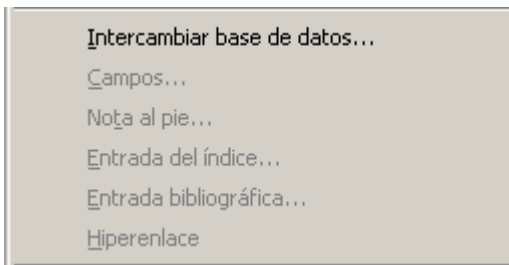 Intercambiar base de datos...
Campos...
Nota al pie...
Entrada del índice...
Entrada bibliográfica...
Hiperenlace